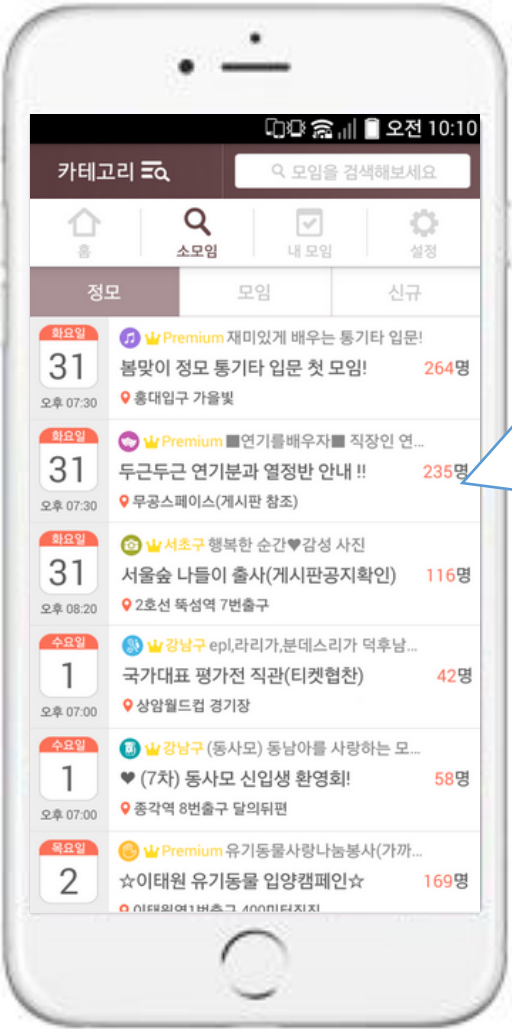 오전 10:10
카테고리 모임을 검색해보세요
홈 소모임 내 모임 설정
정모 모임 신규
화요일
31
오후 07:30
Premium 재미있게 배우는 통기타 입문!
봄맞이 정모 통기타 입문 첫 모임! 264명
홍대입구 가을빛
화요일
31
오후 07:30
Premium ■연기를배우자■ 직장인 연...
두근두근 연기분과 열정반 안내 !! 235명
무공스페이스(게시판 참조)
화요일
31
오후 08:20
서초구 행복한 순간♥감성 사진
서울숲 나들이 출사(게시판공지확인) 116명
2호선 뚝섬역 7번출구
수요일
1
오후 07:00
강남구 epl,라리가,분데스리가 덕후남...
국가대표 평가전 직관(티켓협찬) 42명
상암월드컵 경기장
수요일
1
오후 07:00
강남구 (동사모) 동남아를 사랑하는 모...
♥ (7차) 동사모 신입생 환영회! 58명
종각역 8번출구 달의뒤편
목요일
2
Premium 유기동물사랑나눔봉사(가까...
☆이태원 유기동물 입양캠페인☆ 169명
이태원역1번출구 400미터직진